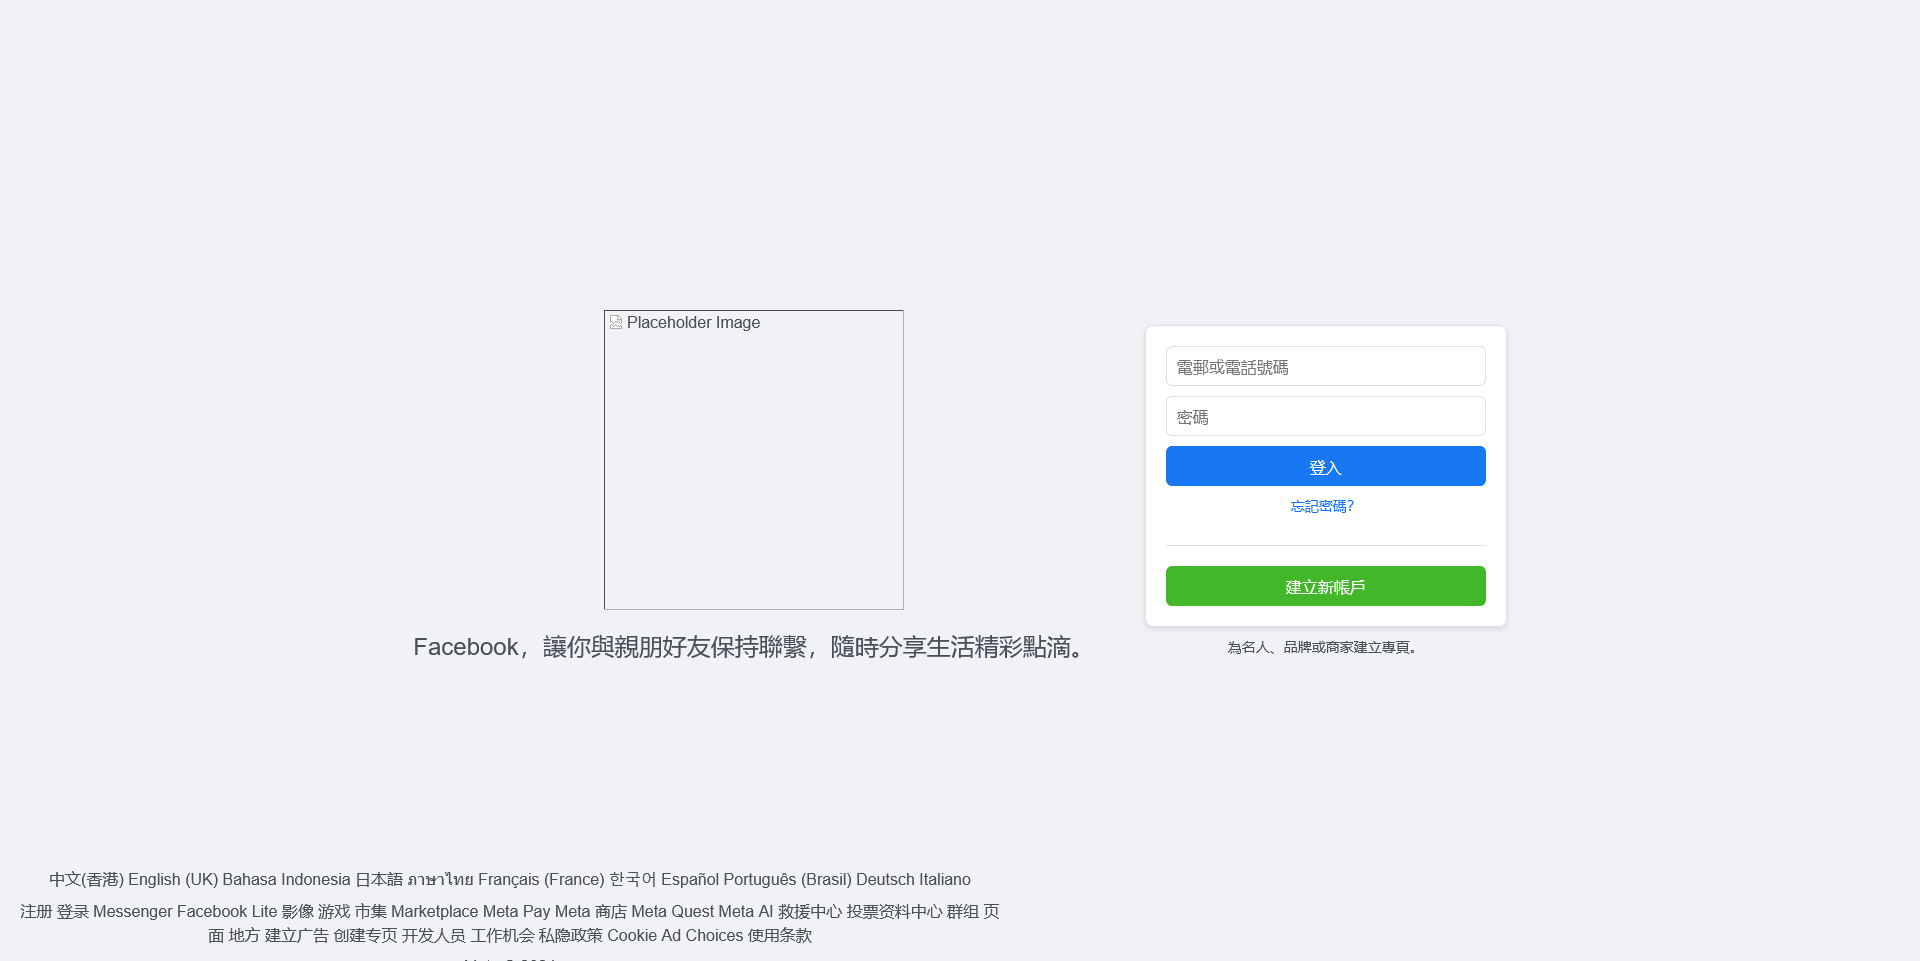 Placeholder Image
Facebook，讓你與親朋好友保持聯繫，隨時分享生活精彩點滴。
電郵或電話號碼
密碼
登入
忘記密碼？
建立新帳戶
為名人、品牌或商家建立專頁。
中文(香港) English (UK) Bahasa Indonesia 日本語 ภาษาไทย Français (France) 한국어 Español Português (Brasil) Deutsch Italiano
注册 登录 Messenger Facebook Lite 影像 游戏 市集 Marketplace Meta Pay Meta 商店 Meta Quest Meta AI 救援中心 投票资料中心 群组 页
面 地方 建立广告 创建专页 开发人员 工作机会 私隐政策 Cookie Ad Choices 使用条款